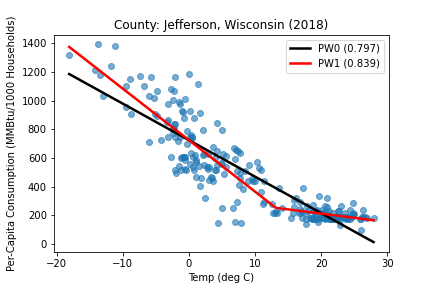 County: Jefferson, Wisconsin (2018)
PW0 (0.797)
PW1 (0.839)
Per-Capita Consumption (MMBtu/1000 Households)
1400
1200
1000
800
600
400
200
0
−20 −10 0 10 20 30
Temp (deg C)